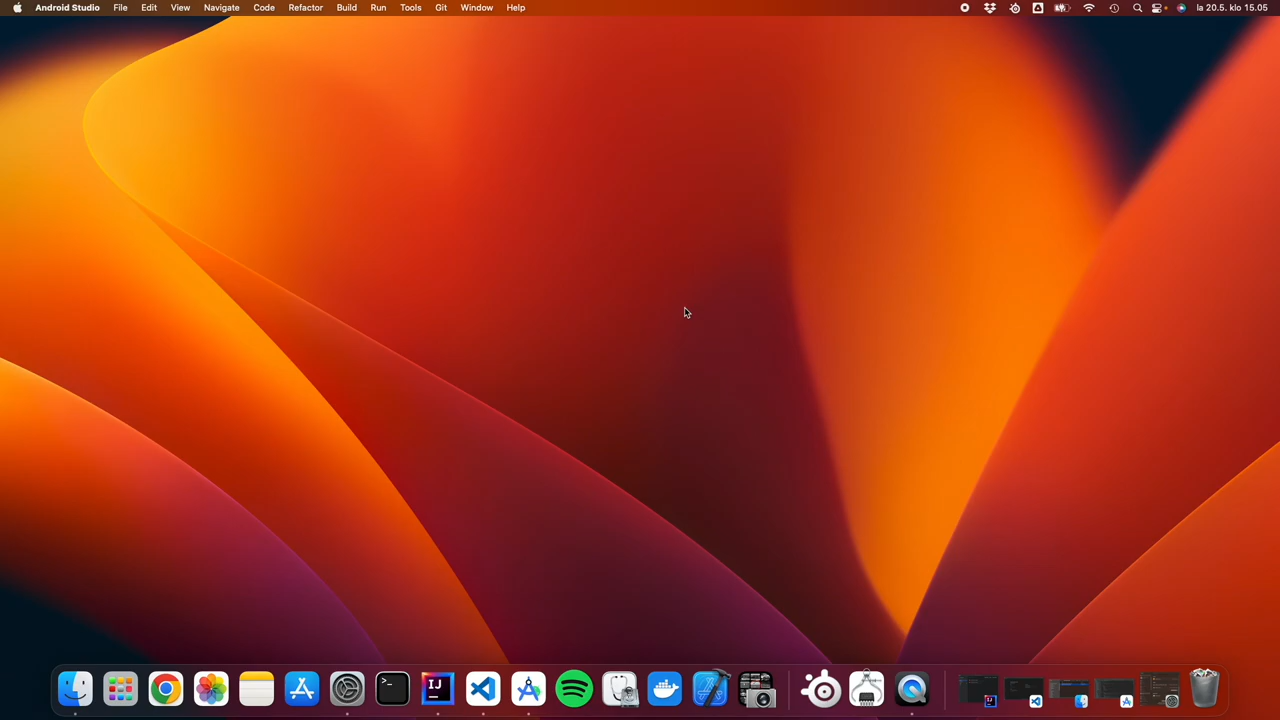 Android Studio File Edit View Navigate Code Refactor Build Run Tools Git Window Help la 20.5. klo 15.05
>_ IJ